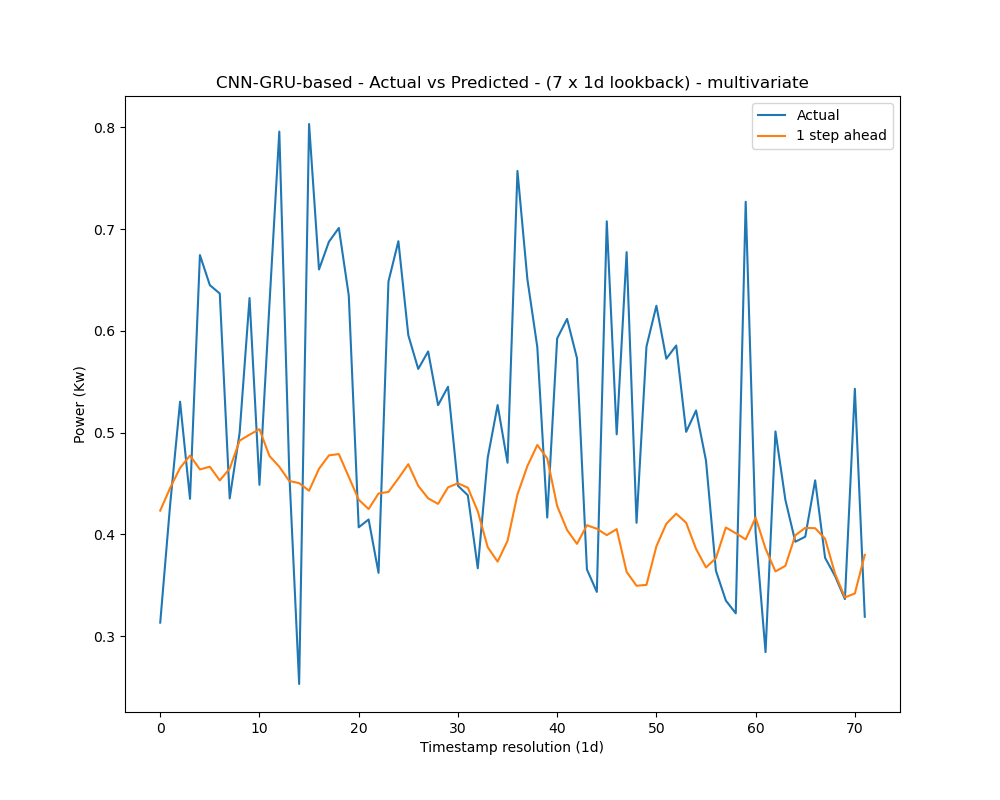 CNN-GRU-based - Actual vs Predicted - (7 x 1d lookback) - multivariate
Actual
1 step ahead
0.8
0.7
0.6
0.5
0.4
0.3
Power (Kw)
0 10 20 30 40 50 60 70
Timestamp resolution (1d)